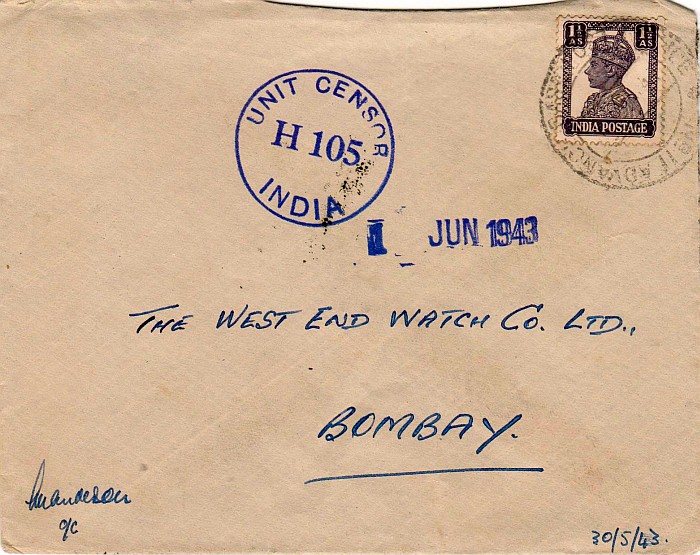 1½ AS 1½ AS
INDIA POSTAGE
UNIT CENSOR
H 105
INDIA
JUN 1943
THE WEST END WATCH CO. LTD.,
BOMBAY.
O/C
30/5/43.